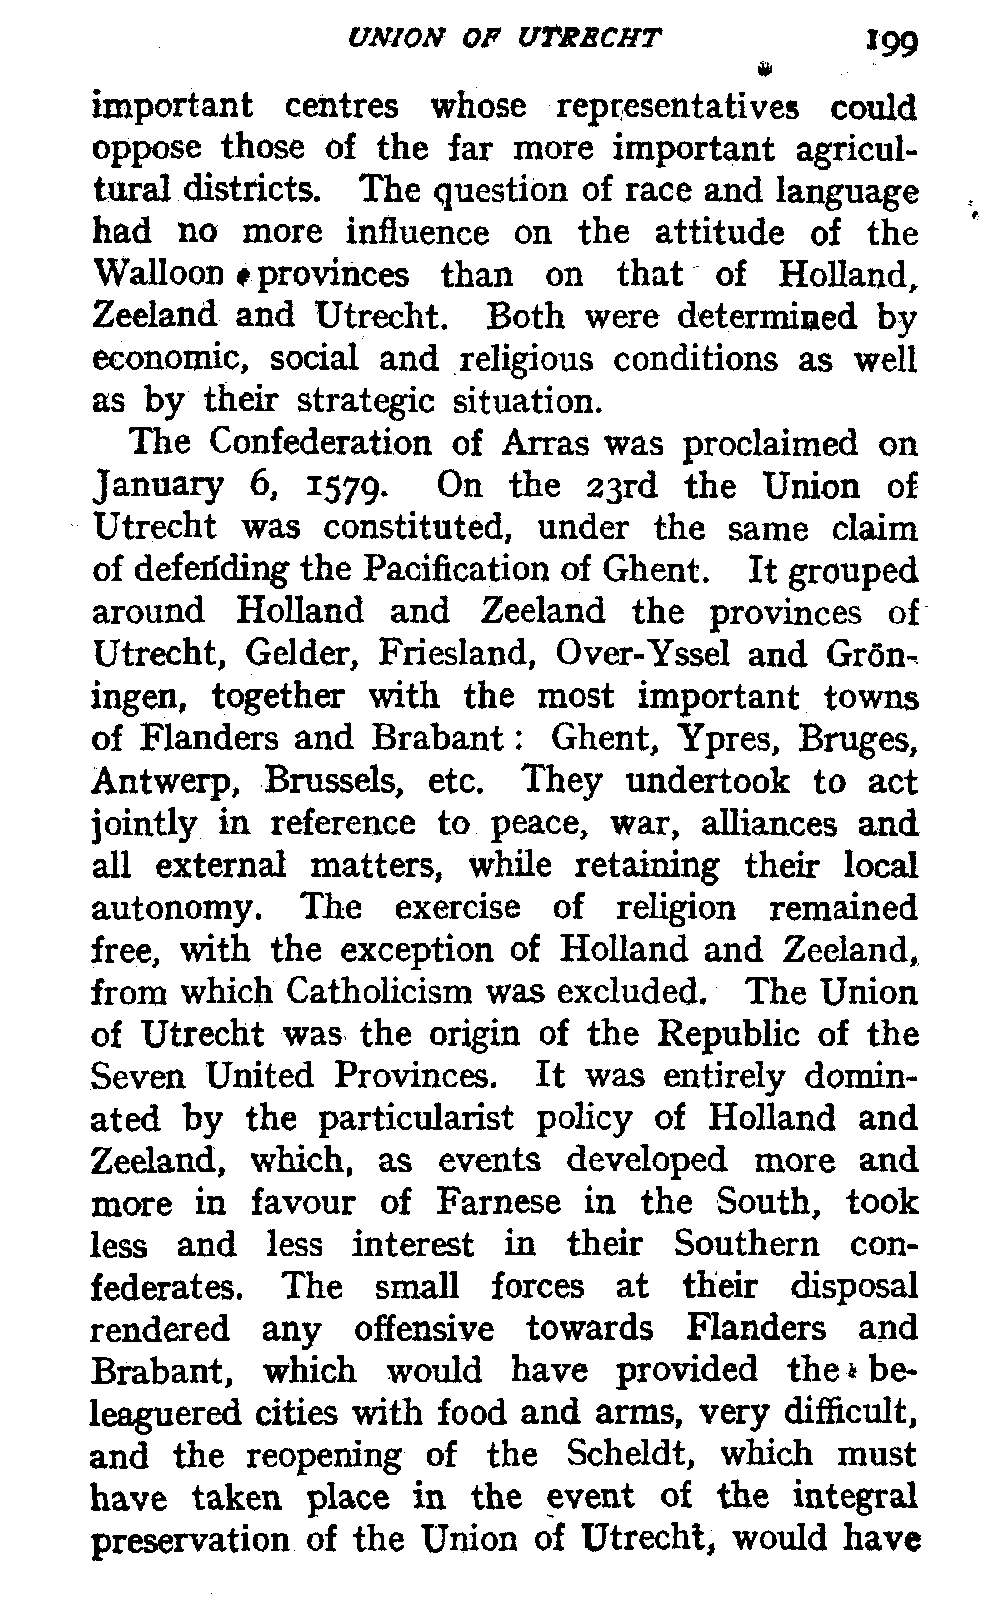 UNION OF UTRECHT 199
important centres whose representatives could
oppose those of the far more important agricul-
tural districts. The question of race and language
had no more influence on the attitude of the
Walloon provinces than on that of Holland,
Zeeland and Utrecht. Both were determined by
economic, social and religious conditions as well
as by their strategic situation.
The Confederation of Arras was proclaimed on
January 6, 1579. On the 23rd the Union of
Utrecht was constituted, under the same claim
of defending the Pacification of Ghent. It grouped
around Holland and Zeeland the provinces of
Utrecht, Gelder, Friesland, Over-Yssel and Grön-
ingen, together with the most important towns
of Flanders and Brabant: Ghent, Ypres, Bruges,
Antwerp, Brussels, etc. They undertook to act
jointly in reference to peace, war, alliances and
all external matters, while retaining their local
autonomy. The exercise of religion remained
free, with the exception of Holland and Zeeland,
from which Catholicism was excluded. The Union
of Utrecht was the origin of the Republic of the
Seven United Provinces. It was entirely domin-
ated by the particularist policy of Holland and
Zeeland, which, as events developed more and
more in favour of Farnese in the South, took
less and less interest in their Southern con-
federates. The small forces at their disposal
rendered any offensive towards Flanders and
Brabant, which would have provided the be-
leaguered cities with food and arms, very difficult,
and the reopening of the Scheldt, which must
have taken place in the event of the integral
preservation of the Union of Utrecht, would have